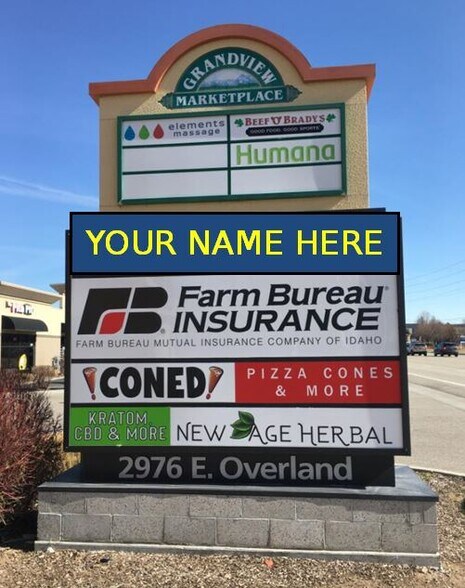 GRANDVIEW
MARKETPLACE
elements
massage
BEEF 'O' BRADY'S
GOOD FOOD. GOOD SPORTS.
Humana
YOUR NAME HERE
FB
Farm Bureau
INSURANCE
FARM BUREAU MUTUAL INSURANCE COMPANY OF IDAHO
CONED
PIZZA CONES
& MORE
KRATOM
CBD & MORE
NEW AGE HERBAL
2976 E. Overland